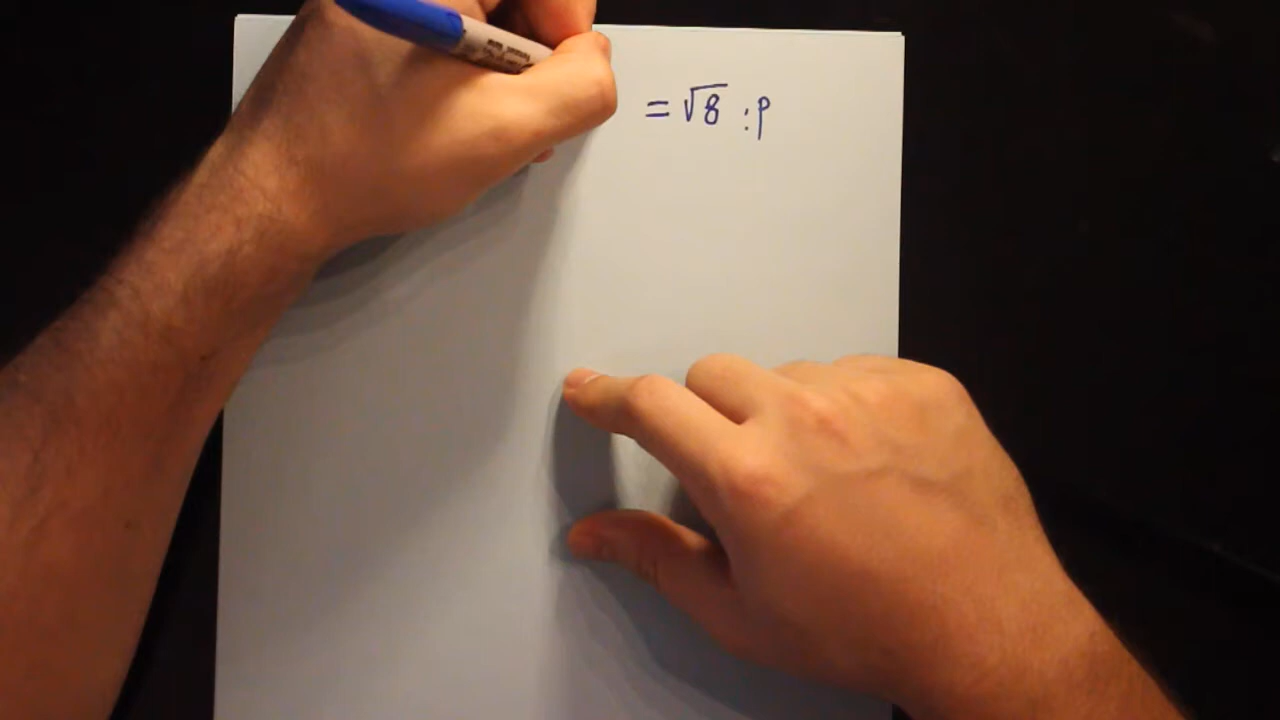 = √8 :P